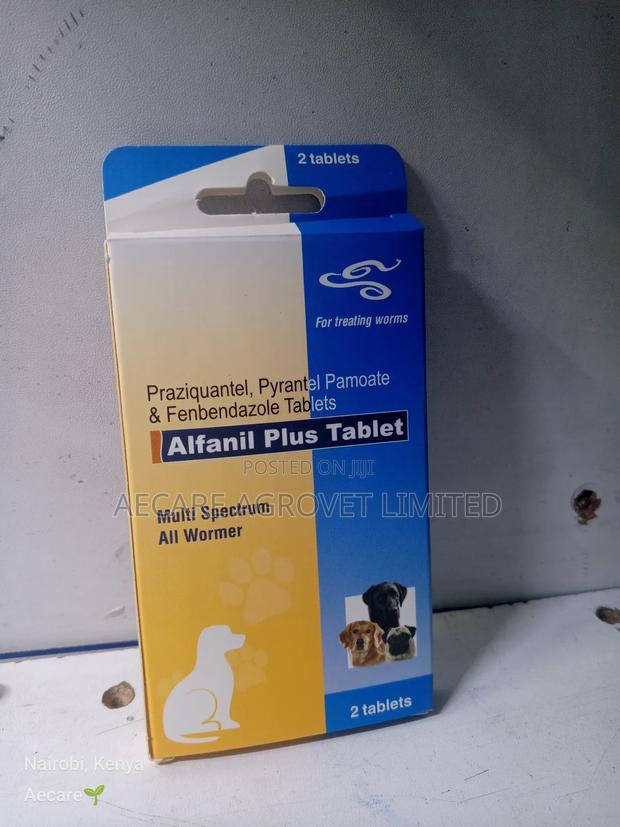 2 tablets
For treating worms
Praziquantel, Pyrantel Pamoate
& Fenbendazole Tablets
Alfanil Plus Tablet
POSTED ON JIJI
AECARE AGROVET LIMITED
Multi Spectrum
All Wormer
2 tablets
Nairobi, Kenya
Aecare🌱